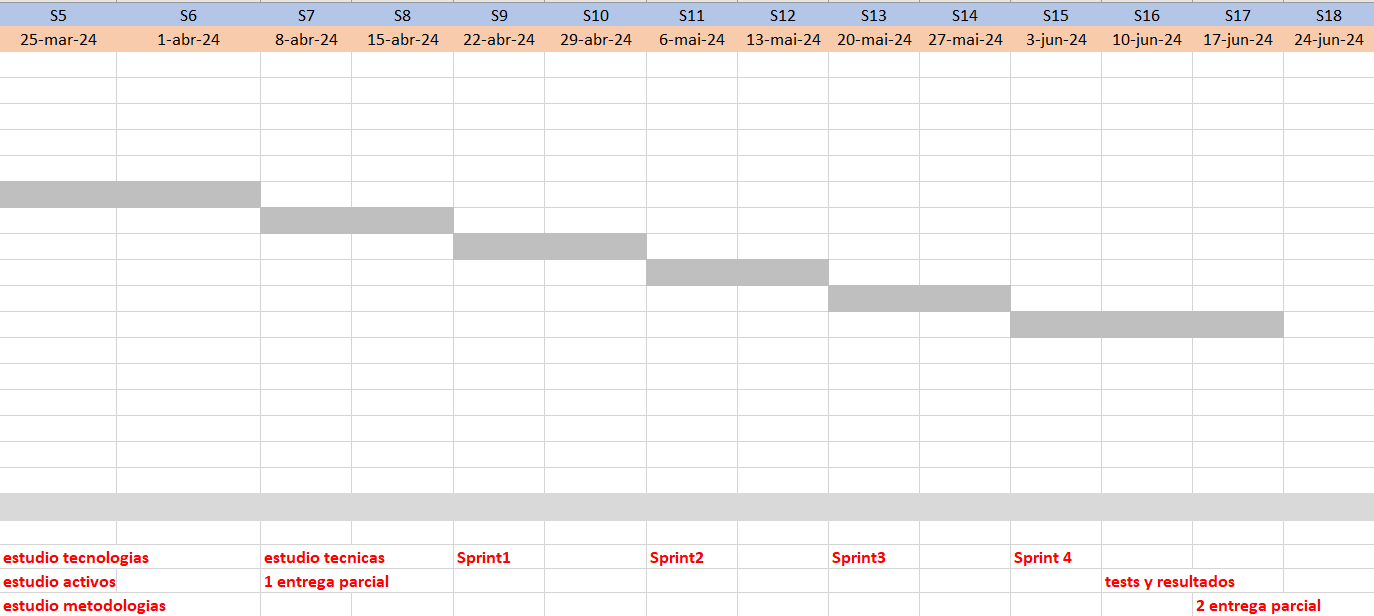 S5 S6 S7 S8 S9 S10 S11 S12 S13 S14 S15 S16 S17 S18
25-mar-24 1-abr-24 8-abr-24 15-abr-24 22-abr-24 29-abr-24 6-mai-24 13-mai-24 20-mai-24 27-mai-24 3-jun-24 10-jun-24 17-jun-24 24-jun-24
estudio tecnologias estudio tecnicas Sprint1 Sprint2 Sprint3 Sprint 4
estudio activos 1 entrega parcial tests y resultados
estudio metodologias 2 entrega parcial